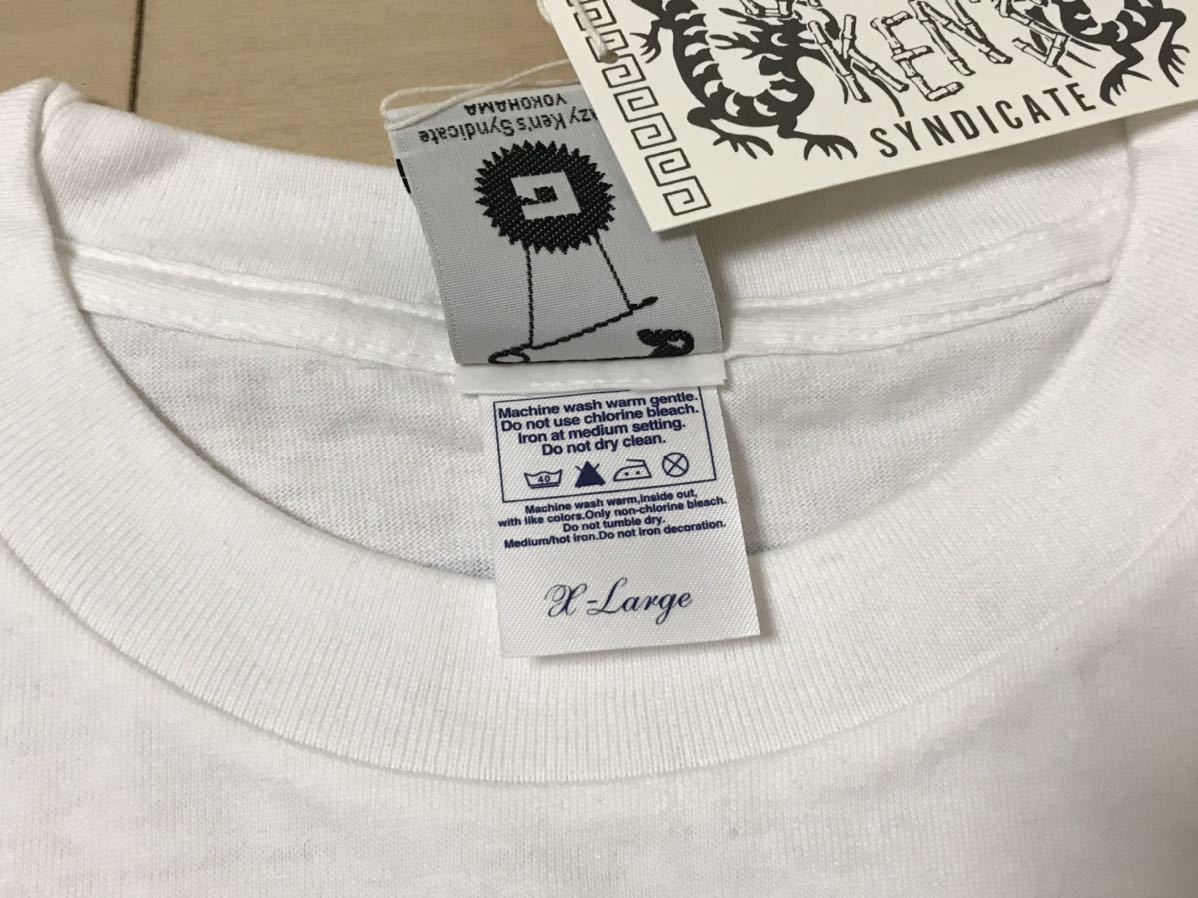 KEN'S
SYNDICATE
azy Ken's Syndicate
YOKOHAMA
Machine wash warm gentle.
Do not use chlorine bleach.
Iron at medium setting.
Do not dry clean.
40
Machine wash warm,inside out,
with like colors.Only non-chlorine bleach.
Do not tumble dry.
Medium/hot iron.Do not iron decoration.
X-Large